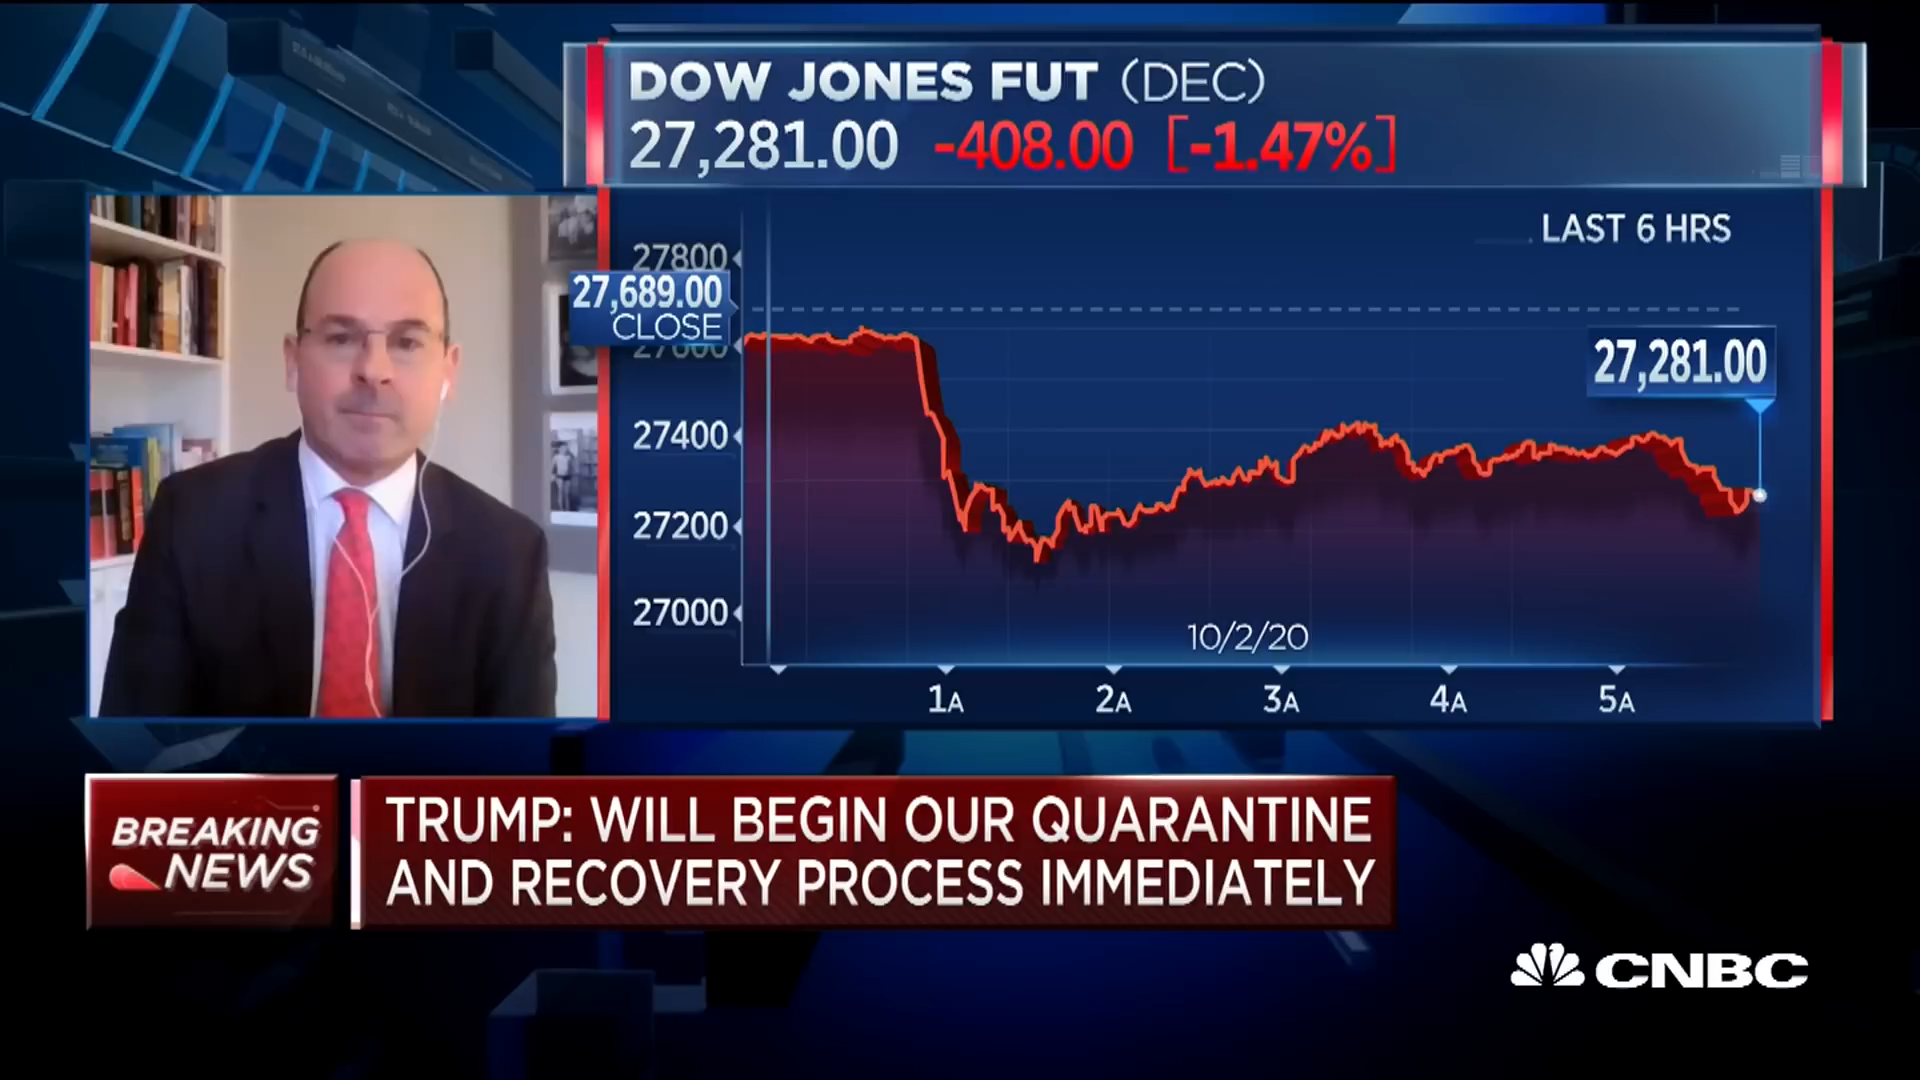 DOW JONES FUT (DEC)
27,281.00 -408.00 [-1.47%]
LAST 6 HRS
27800
27,689.00
CLOSE
27600
27,281.00
27400
27200
27000
10/2/20
1A 2A 3A 4A 5A
BREAKING
NEWS
TRUMP: WILL BEGIN OUR QUARANTINE
AND RECOVERY PROCESS IMMEDIATELY
CNBC